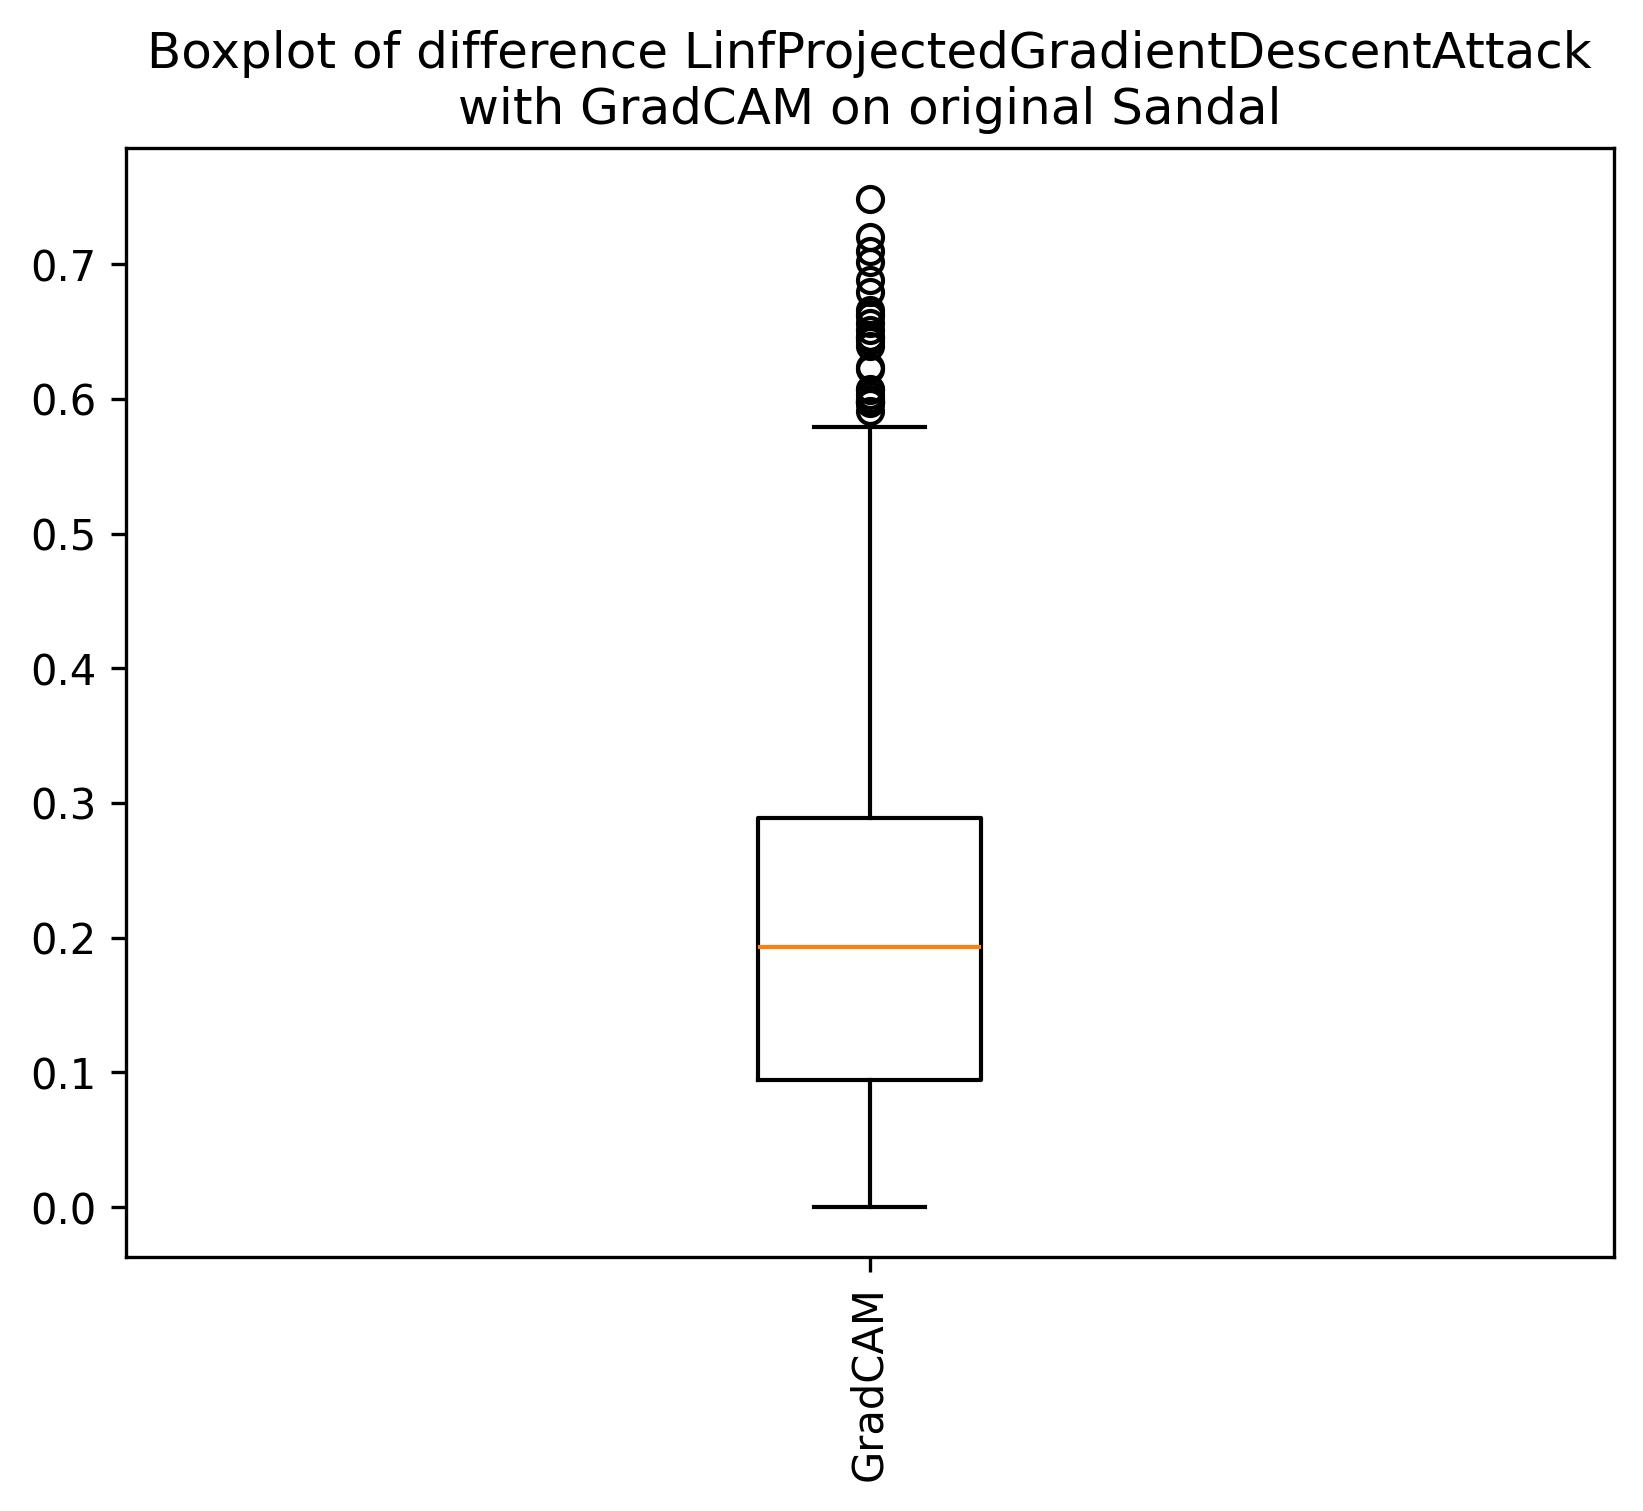 Boxplot of difference LinfProjectedGradientDescentAttack
with GradCAM on original Sandal
0.7
0.6
0.5
0.4
0.3
0.2
0.1
0.0
GradCAM